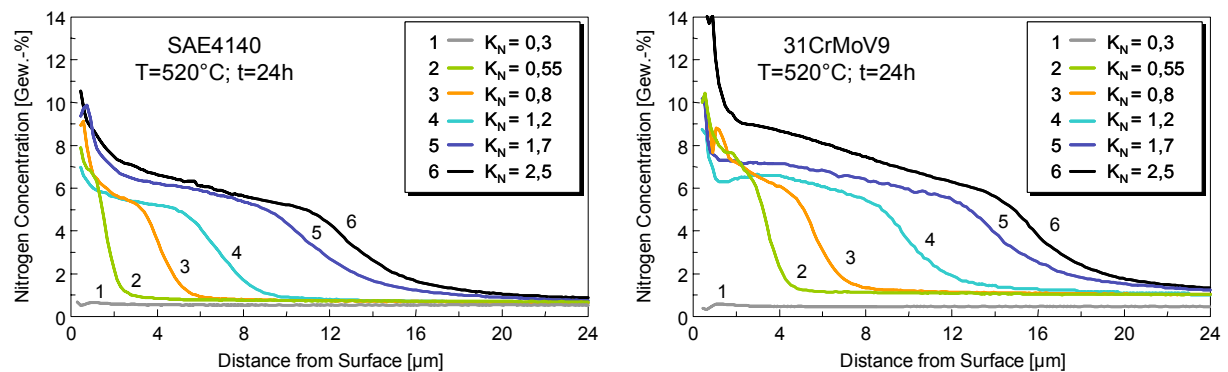 Nitrogen Concentration [Gew.-%]
14
12
10
8
6
4
2
0
SAE4140
T=520°C; t=24h
1 K_N = 0,3
2 K_N = 0,55
3 K_N = 0,8
4 K_N = 1,2
5 K_N = 1,7
6 K_N = 2,5
1
2
3
4
5
6
0 4 8 12 16 20 24
Distance from Surface [µm]
Nitrogen Concentration [Gew.-%]
14
12
10
8
6
4
2
0
31CrMoV9
T=520°C; t=24h
1 K_N = 0,3
2 K_N = 0,55
3 K_N = 0,8
4 K_N = 1,2
5 K_N = 1,7
6 K_N = 2,5
1
2
3
4
5
6
0 4 8 12 16 20 24
Distance from Surface [µm]